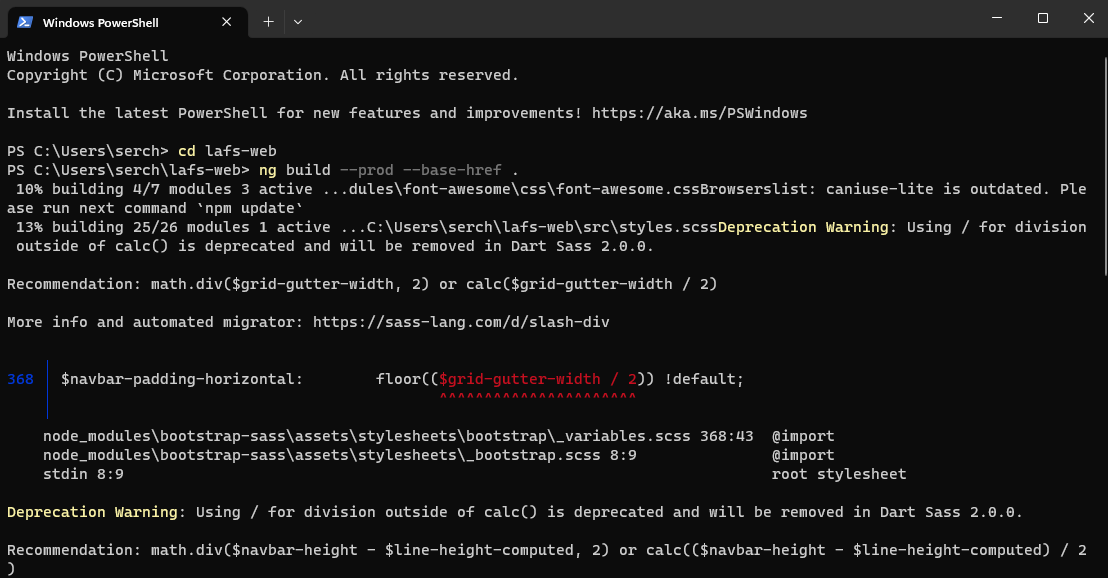 Windows PowerShell
Windows PowerShell
Copyright (C) Microsoft Corporation. All rights reserved.
Install the latest PowerShell for new features and improvements! https://aka.ms/PSWindows
PS C:\Users\serch> cd lafs-web
PS C:\Users\serch\lafs-web> ng build --prod --base-href .
10% building 4/7 modules 3 active ...dules\font-awesome\css\font-awesome.cssBrowserslist: caniuse-lite is outdated. Ple
ase run next command `npm update`
13% building 25/26 modules 1 active ...C:\Users\serch\lafs-web\src\styles.scssDeprecation Warning: Using / for division
outside of calc() is deprecated and will be removed in Dart Sass 2.0.0.
Recommendation: math.div($grid-gutter-width, 2) or calc($grid-gutter-width / 2)
More info and automated migrator: https://sass-lang.com/d/slash-div
368 │ $navbar-padding-horizontal:        floor(($grid-gutter-width / 2)) !default;
^^^^^^^^^^^^^^^^^^^^^^
node_modules\bootstrap-sass\assets\stylesheets\bootstrap\_variables.scss 368:43  @import
node_modules\bootstrap-sass\assets\stylesheets\_bootstrap.scss 8:9               @import
stdin 8:9                                                                        root stylesheet
Deprecation Warning: Using / for division outside of calc() is deprecated and will be removed in Dart Sass 2.0.0.
Recommendation: math.div($navbar-height - $line-height-computed, 2) or calc(($navbar-height - $line-height-computed) / 2
)